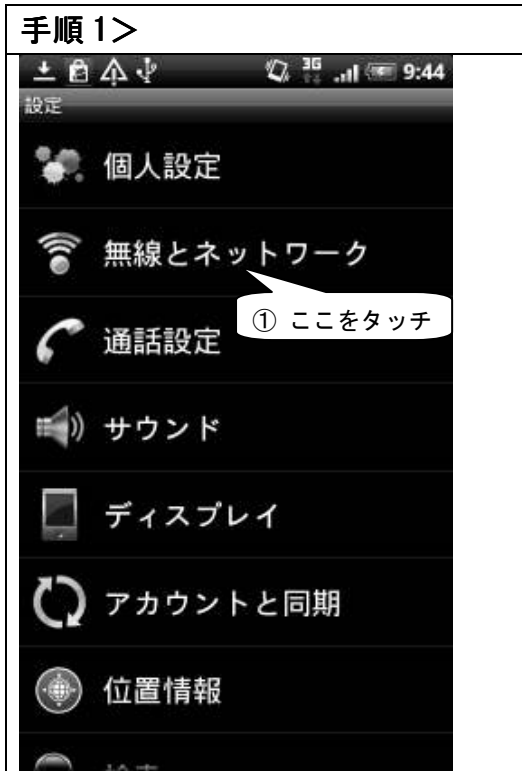 手順1>
3G 9:44
設定
個人設定
無線とネットワーク
① ここをタッチ
通話設定
サウンド
ディスプレイ
アカウントと同期
位置情報